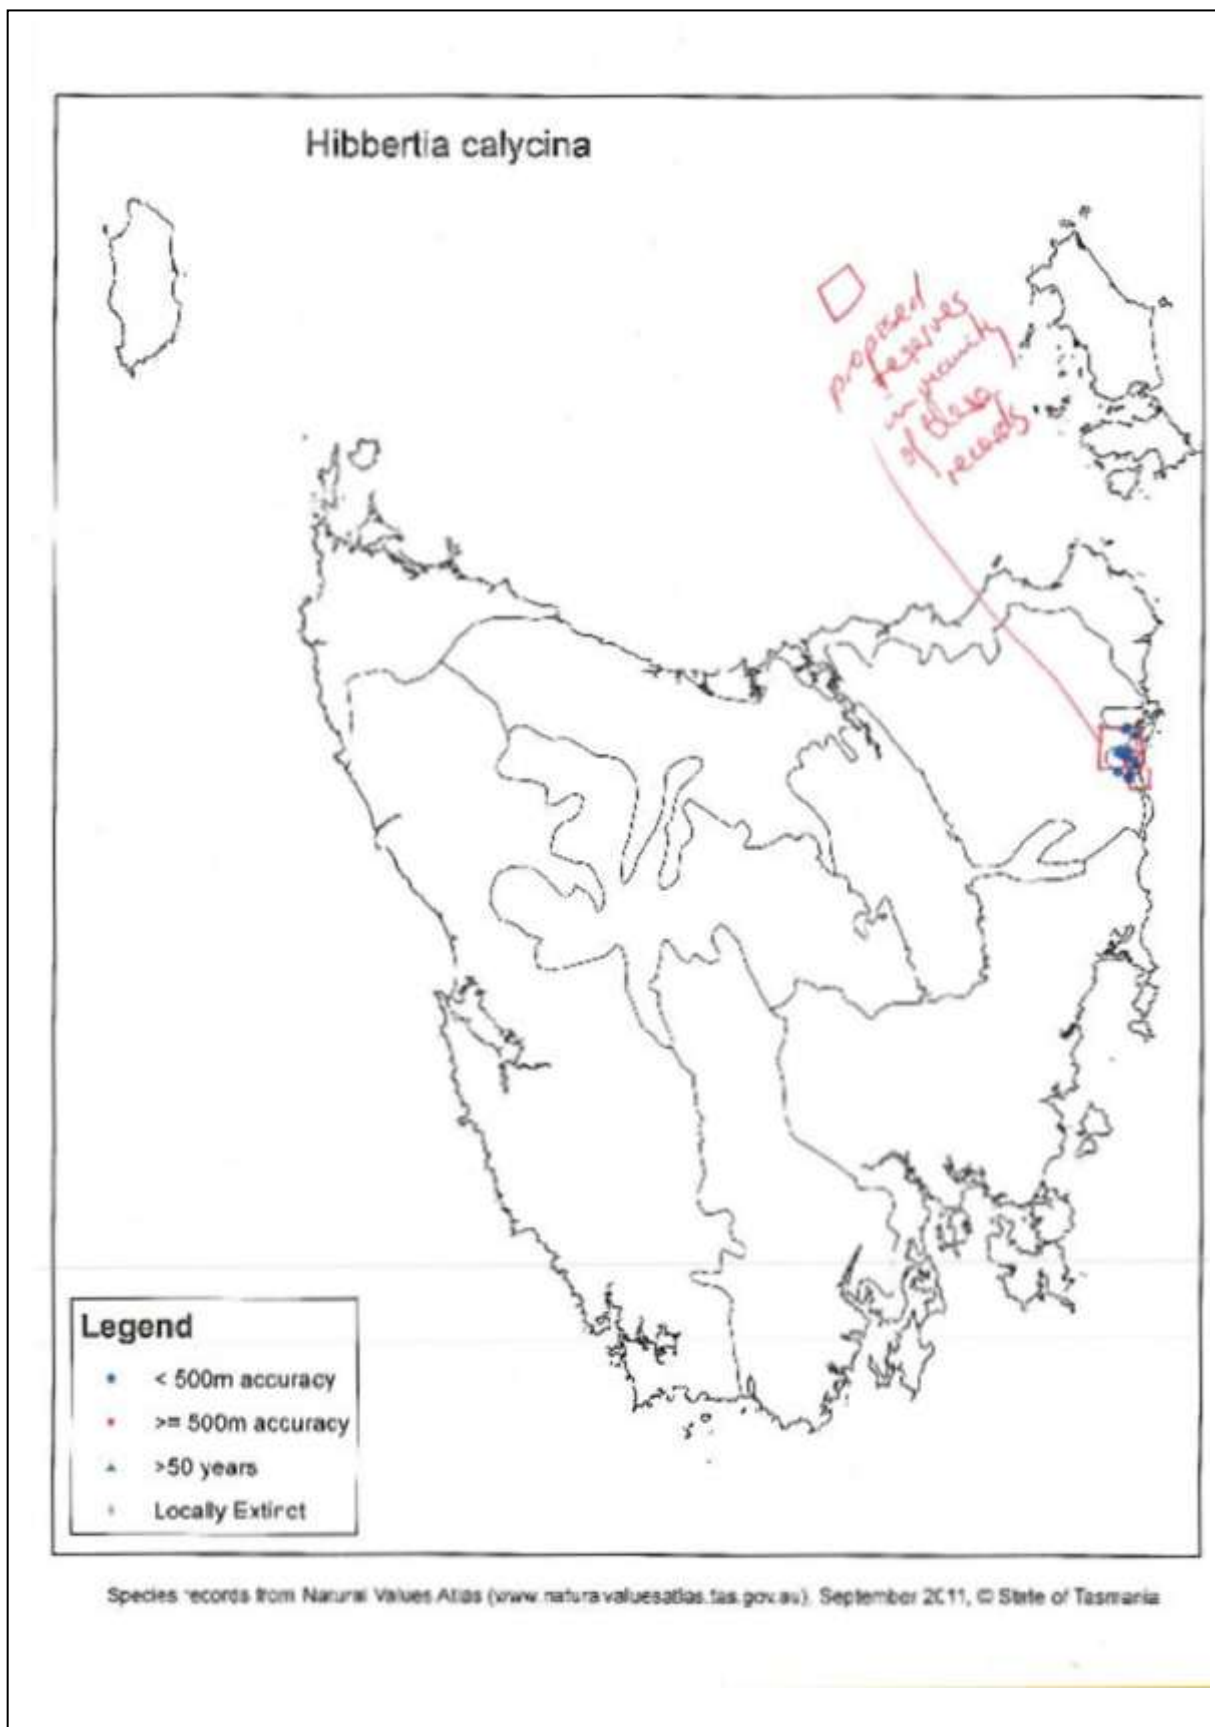 Hibbertia calycina
proposed
reserves
in vicinity
of these
records
Legend
< 500m accuracy
>= 500m accuracy
>50 years
Locally Extinct
Species records from Natural Values Atlas (www.naturalvaluesatlas.tas.gov.au), September 2011, © State of Tasmania